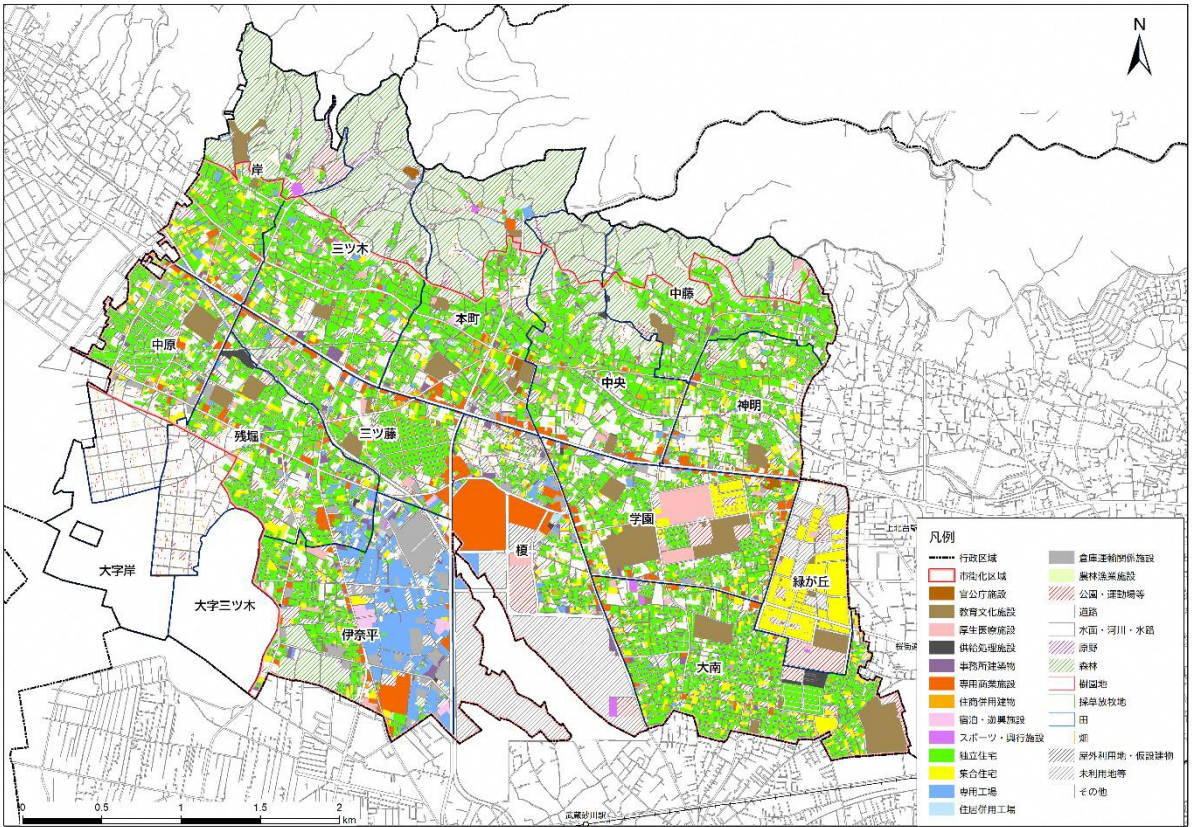 N
岸
三ツ木
中藤
本町
中原
中央
神明
残堀
三ツ藤
学園
榎
上北台駅
大字岸
緑が丘
大字三ツ木
伊奈平
大南
桜街道
武蔵砂川駅
0 0.5 1 1.5 2
km
凡例
行政区域
市街化区域
官公庁施設
教育文化施設
厚生医療施設
供給処理施設
事務所建築物
専用商業施設
住商併用建物
宿泊・遊興施設
スポーツ・興行施設
独立住宅
集合住宅
専用工場
住居併用工場
倉庫運輸関係施設
農林漁業施設
公園・運動場等
道路
水面・河川・水路
原野
森林
樹園地
採草放牧地
田
畑
屋外利用地・仮設建物
未利用地等
その他